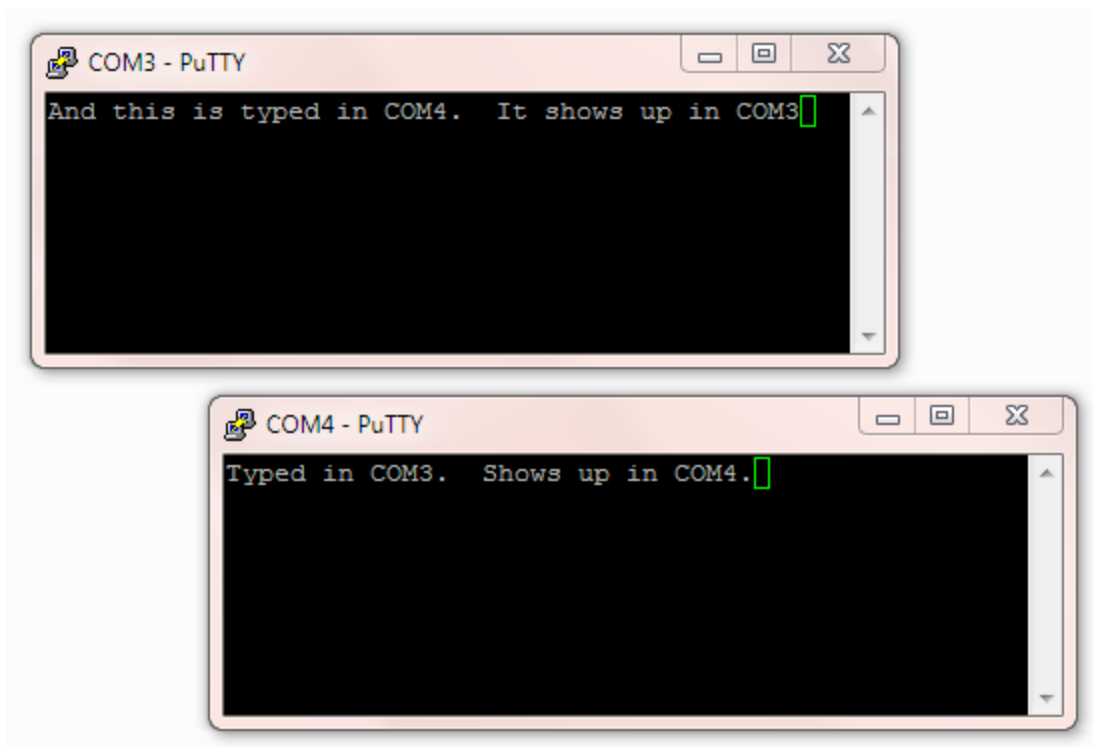 COM3 - PuTTY
And this is typed in COM4.  It shows up in COM3
COM4 - PuTTY
Typed in COM3.  Shows up in COM4.